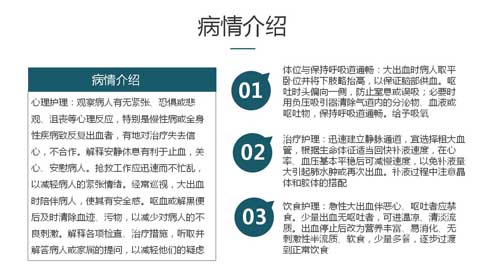 病情介绍
病情介绍
心理护理：观察病人有无紧张、恐惧或悲
观、沮丧等心理反应，特别是慢性病或全身
性疾病致反复出血者，有地对治疗失去信
心，不合作。解释安静休息有利于止血，关
心、安慰病人。抢救工作应迅速而不忙乱，
以减轻病人的紧张情绪。经常巡视，大出血
时陪伴病人，使其有安全感。呕血或解黑便
后及时清除血迹、污物，以减少对病人的不
良刺激。解释各项检查、治疗措施，听取并
解答病人或家属的提问，以减轻他们的疑虑
01
体位与保持呼吸道通畅：大出血时病人取平
卧位并将下肢略抬高，以保证脑部供血。呕
吐时头偏向一侧，防止窒息或误吸；必要时
用负压吸引器清除气道内的分泌物、血液或
呕吐物，保持呼吸道通畅。给予吸氧
02
治疗护理：迅速建立静脉通道，宜选择粗大血
管，根据生命体征适当回快补液速度，在心
率、血压基本平稳后可减慢速度，以免补液量
大引起肺水肿或再次出血。补液过程中注意晶
体和胶体的搭配
03
饮食护理：急性大出血伴恶心、呕吐者应禁
食。少量出血无呕吐者，可进温凉、清淡流
质。出血停止后改为营养丰富、易消化、无
刺激性半流质、软食，少量多餐，逐步过渡
到正常饮食